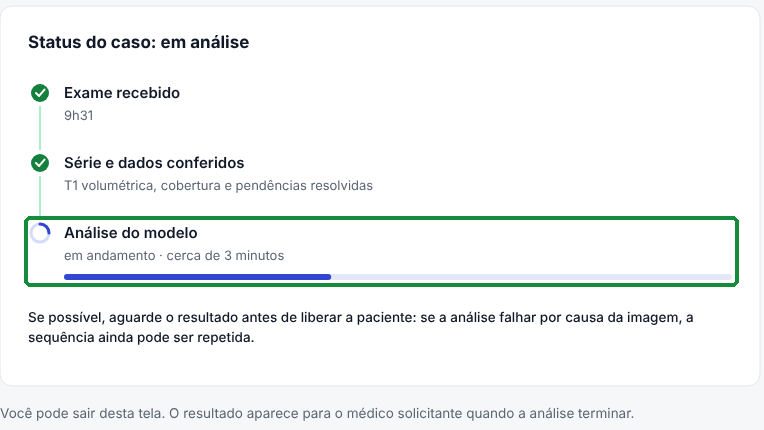 Status do caso: em análise
Exame recebido
9h31
Série e dados conferidos
T1 volumétrica, cobertura e pendências resolvidas
Análise do modelo
em andamento · cerca de 3 minutos
Se possível, aguarde o resultado antes de liberar a paciente: se a análise falhar por causa da imagem, a
sequência ainda pode ser repetida.
Você pode sair desta tela. O resultado aparece para o médico solicitante quando a análise terminar.